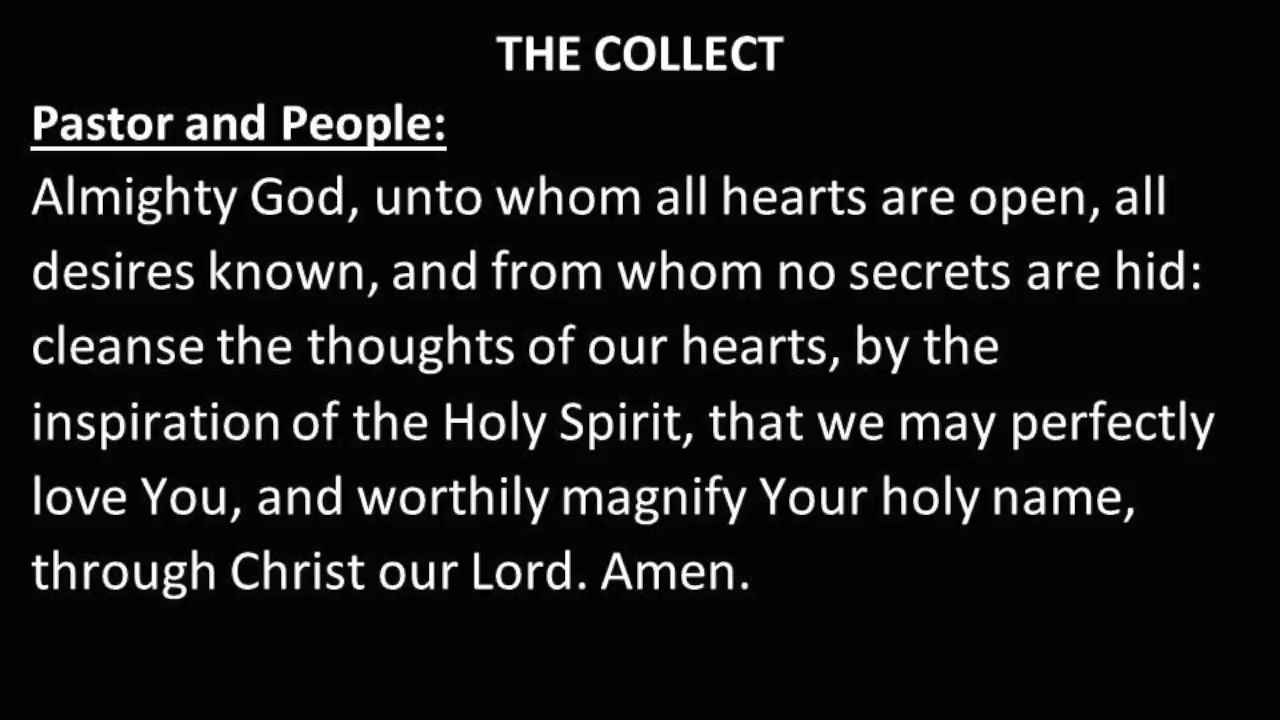 THE COLLECT
Pastor and People:
Almighty God, unto whom all hearts are open, all
desires known, and from whom no secrets are hid:
cleanse the thoughts of our hearts, by the
inspiration of the Holy Spirit, that we may perfectly
love You, and worthily magnify Your holy name,
through Christ our Lord. Amen.